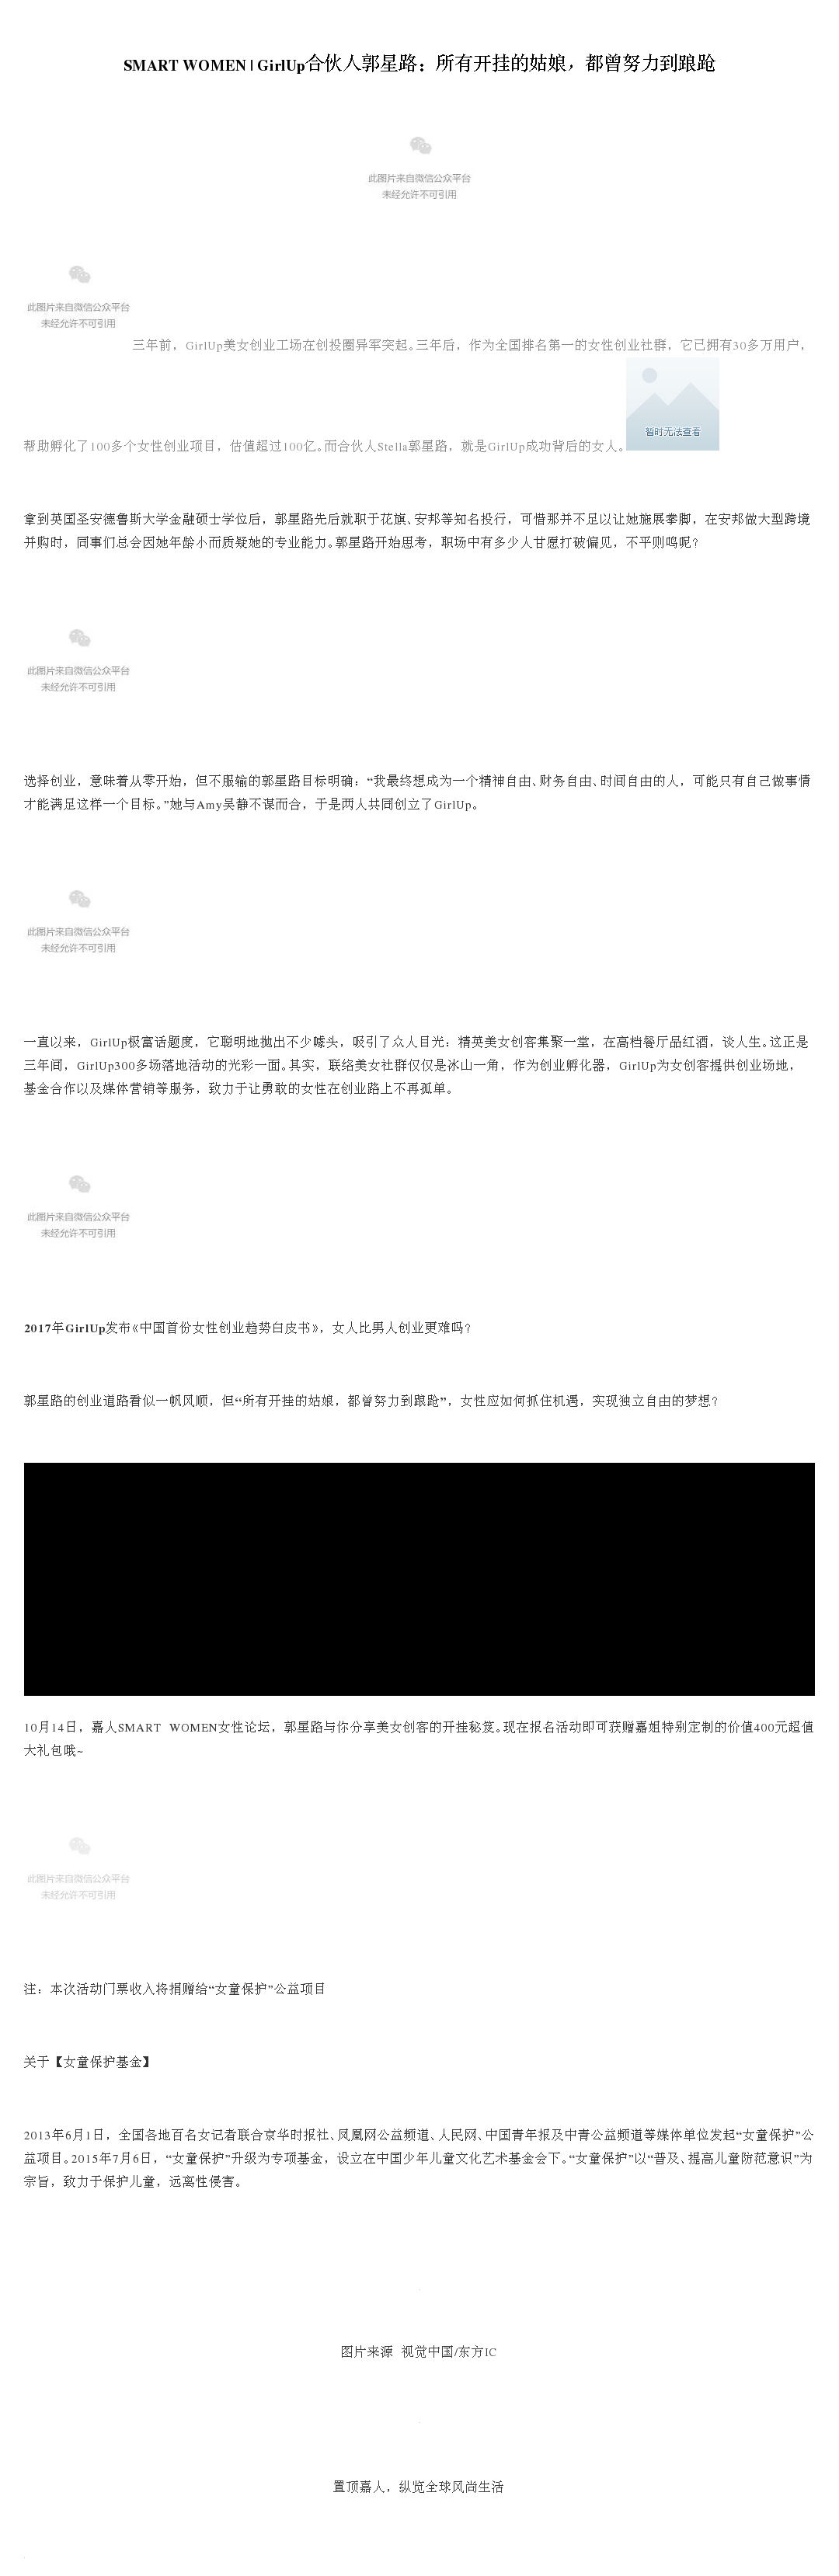 SMART WOMEN | GirlUp合伙人郭星路：所有开挂的姑娘，都曾努力到踉跄
此图片来自微信公众平台
未经允许不可引用
此图片来自微信公众平台
未经允许不可引用
三年前，GirlUp美女创业工场在创投圈异军突起。三年后，作为全国排名第一的女性创业社群，它已拥有30多万用户，
暂时无法查看
帮助孵化了100多个女性创业项目，估值超过100亿。而合伙人Stella郭星路，就是GirlUp成功背后的女人。
拿到英国圣安德鲁斯大学金融硕士学位后，郭星路先后就职于花旗、安邦等知名投行，可惜那并不足以让她施展拳脚，在安邦做大型跨境
并购时，同事们总会因她年龄小而质疑她的专业能力。郭星路开始思考，职场中有多少人甘愿打破偏见，不平则鸣呢？
此图片来自微信公众平台
未经允许不可引用
选择创业，意味着从零开始，但不服输的郭星路目标明确：“我最终想成为一个精神自由、财务自由、时间自由的人，可能只有自己做事情
才能满足这样一个目标。”她与Amy吴静不谋而合，于是两人共同创立了GirlUp。
此图片来自微信公众平台
未经允许不可引用
一直以来，GirlUp极富话题度，它聪明地抛出不少噱头，吸引了众人目光：精英美女创客集聚一堂，在高档餐厅品红酒，谈人生。这正是
三年间，GirlUp300多场落地活动的光彩一面。其实，联络美女社群仅仅是冰山一角，作为创业孵化器，GirlUp为女创客提供创业场地，
基金合作以及媒体营销等服务，致力于让勇敢的女性在创业路上不再孤单。
此图片来自微信公众平台
未经允许不可引用
2017年GirlUp发布《中国首份女性创业趋势白皮书》，女人比男人创业更难吗？
郭星路的创业道路看似一帆风顺，但“所有开挂的姑娘，都曾努力到踉跄”，女性应如何抓住机遇，实现独立自由的梦想？
10月14日，嘉人SMART WOMEN女性论坛，郭星路与你分享美女创客的开挂秘笈。现在报名活动即可获赠嘉姐特别定制的价值400元超值
大礼包哦~
此图片来自微信公众平台
未经允许不可引用
注：本次活动门票收入将捐赠给“女童保护”公益项目
关于【女童保护基金】
2013年6月1日，全国各地百名女记者联合京华时报社、凤凰网公益频道、人民网、中国青年报及中青公益频道等媒体单位发起“女童保护”公
益项目。2015年7月6日，“女童保护”升级为专项基金，设立在中国少年儿童文化艺术基金会下。“女童保护”以“普及、提高儿童防范意识”为
宗旨，致力于保护儿童，远离性侵害。
图片来源 视觉中国/东方IC
置顶嘉人，纵览全球风尚生活